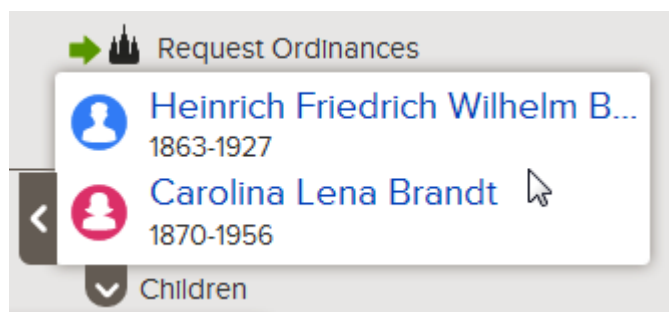 Request Ordinances
Heinrich Friedrich Wilhelm B...
1863-1927
Carolina Lena Brandt
1870-1956
Children